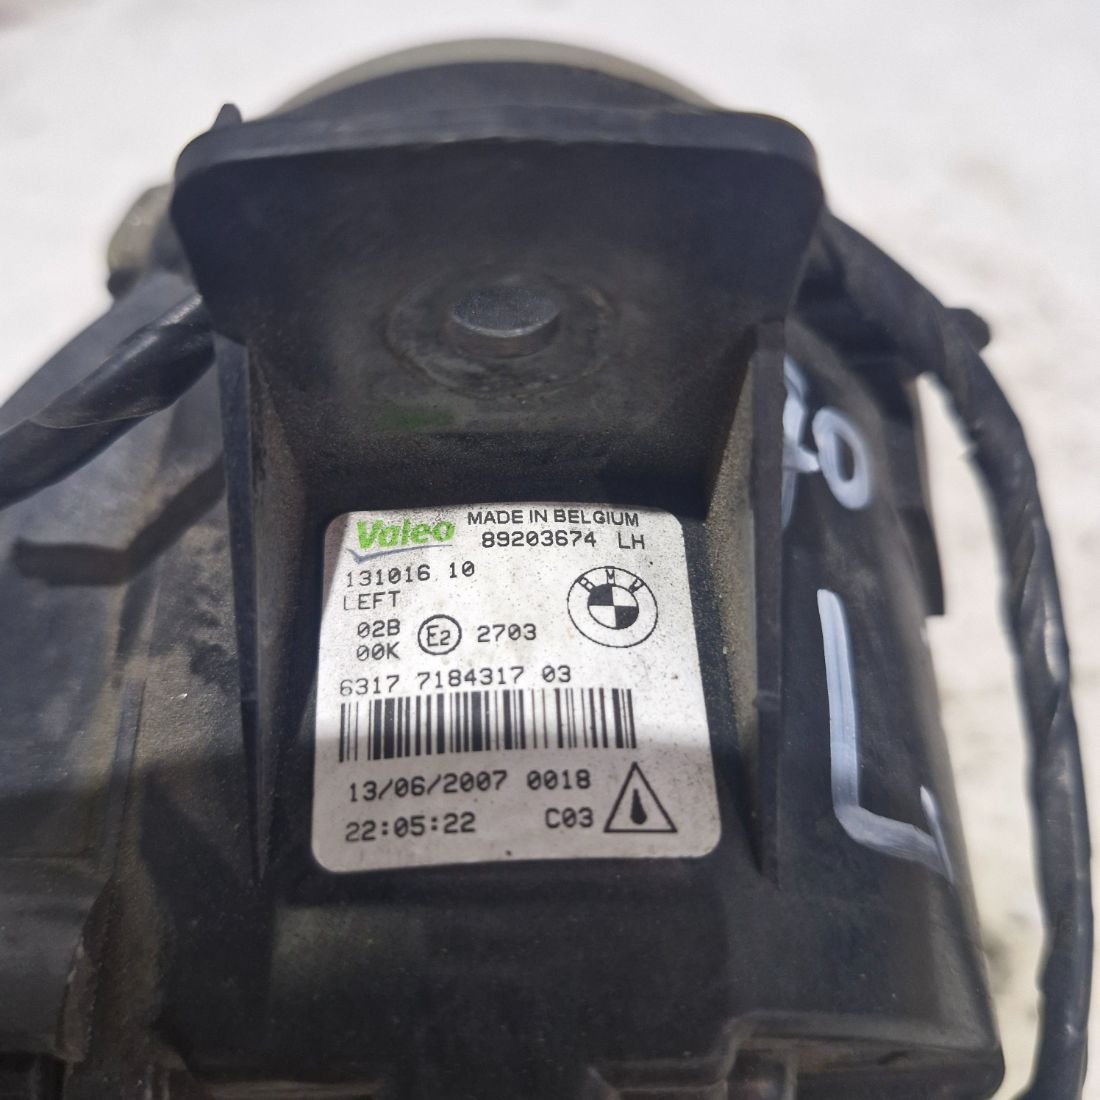 Valeo MADE IN BELGIUM
89203674 LH
131016 10
LEFT
BMW
02B
00K
E2 2703
6317 7184317 03
13/06/2007 0018
22:05:22 C03
L